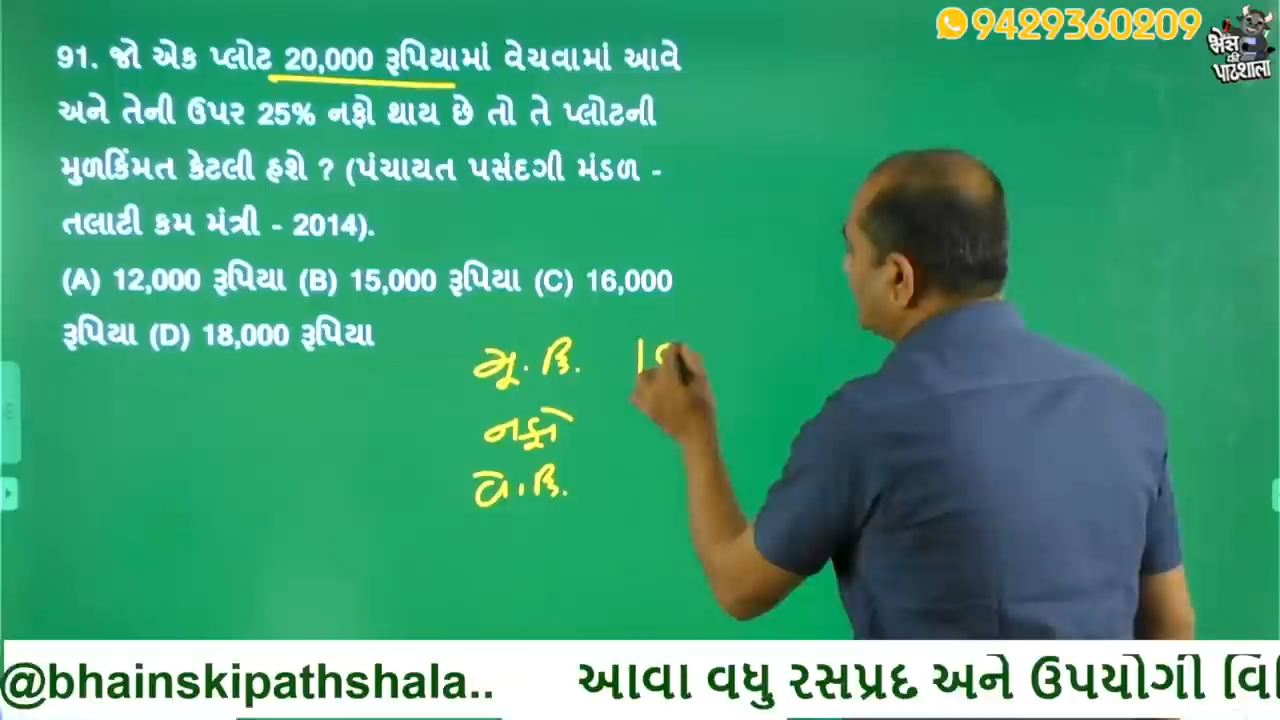 9429360209
ભેંસ
की
પાઠશાલા
91. જો એક પ્લોટ 20,000 રૂપિયામાં વેચવામાં આવે
અને તેની ઉપર 25% નફો થાય છે તો તે પ્લોટની
મુળકિંમત કેટલી હશે ? (પંચાયત પસંદગી મંડળ -
તલાટી કમ મંત્રી - 2014).
(A) 12,000 રૂપિયા (B) 15,000 રૂપિયા (C) 16,000
રૂપિયા (D) 18,000 રૂપિયા
મૂ. કિં. 10
નફો
વે. કિં.
@bhainskipathshala.. આવા વધુ રસપ્રદ અને ઉપયોગી વિ